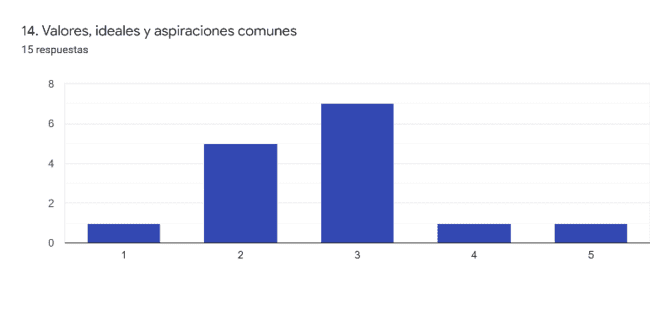 14. Valores, ideales y aspiraciones comunes
15 respuestas
8
6
4
2
0
1 2 3 4 5